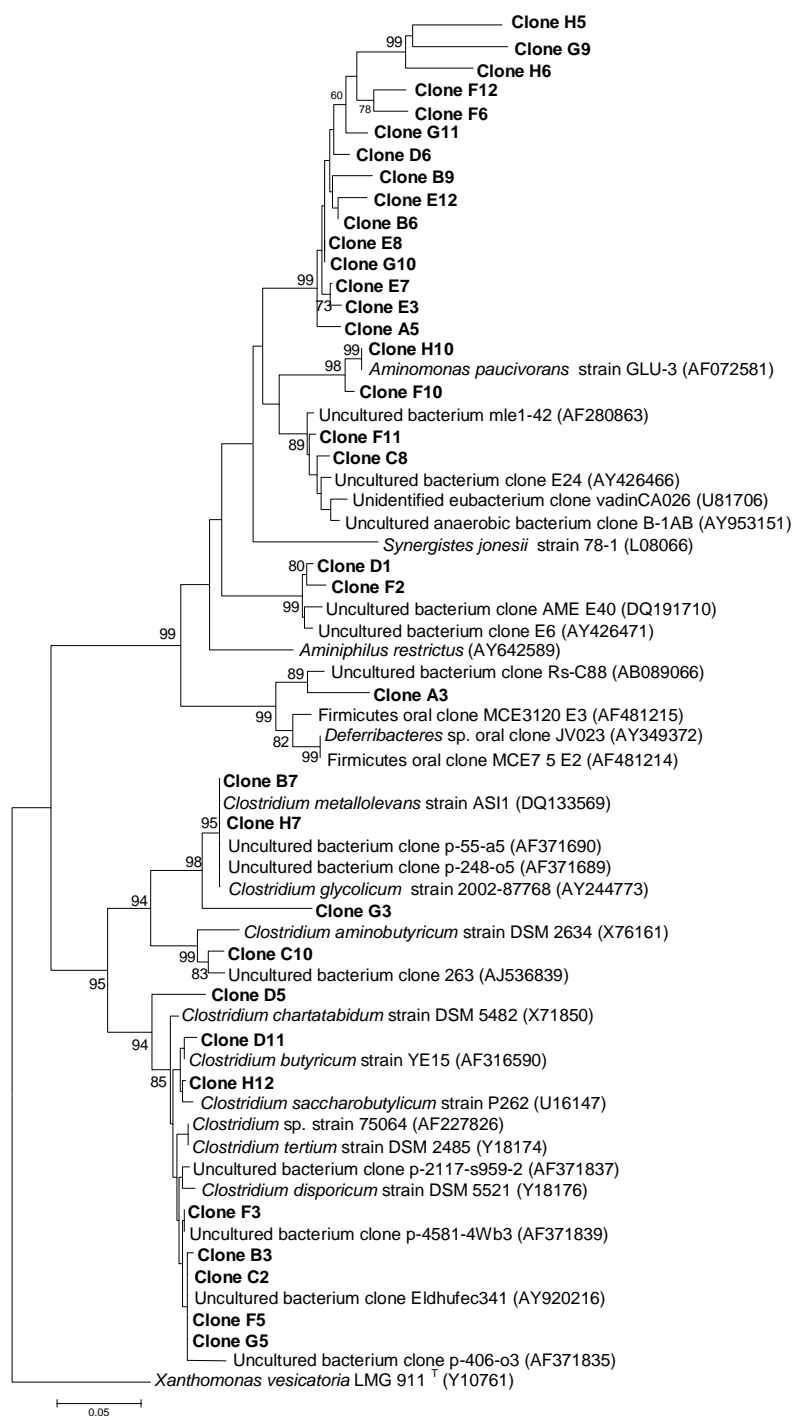 Clone H5
99
Clone G9
Clone H6
Clone F12
60
78
Clone F6
Clone G11
Clone D6
Clone B9
Clone E12
Clone B6
Clone E8
Clone G10
99
Clone E7
73
Clone E3
Clone A5
99
Clone H10
98
Aminomonas paucivorans strain GLU-3 (AF072581)
Clone F10
Uncultured bacterium mle1-42 (AF280863)
89
Clone F11
Clone C8
Uncultured bacterium clone E24 (AY426466)
Unidentified eubacterium clone vadinCA026 (U81706)
Uncultured anaerobic bacterium clone B-1AB (AY953151)
Synergistes jonesii strain 78-1 (L08066)
80
Clone D1
Clone F2
99
Uncultured bacterium clone AME E40 (DQ191710)
Uncultured bacterium clone E6 (AY426471)
99
Aminiphilus restrictus (AY642589)
89
Uncultured bacterium clone Rs-C88 (AB089066)
Clone A3
99
Firmicutes oral clone MCE3120 E3 (AF481215)
82
Deferribacteres sp. oral clone JV023 (AY349372)
99
Firmicutes oral clone MCE7 5 E2 (AF481214)
Clone B7
Clostridium metallolevans strain ASI1 (DQ133569)
95
Clone H7
Uncultured bacterium clone p-55-a5 (AF371690)
98
Uncultured bacterium clone p-248-o5 (AF371689)
Clostridium glycolicum strain 2002-87768 (AY244773)
94
Clone G3
Clostridium aminobutyricum strain DSM 2634 (X76161)
99
Clone C10
83
Uncultured bacterium clone 263 (AJ536839)
95
Clone D5
Clostridium chartatabidum strain DSM 5482 (X71850)
94
Clone D11
Clostridium butyricum strain YE15 (AF316590)
85
Clone H12
Clostridium saccharobutylicum strain P262 (U16147)
Clostridium sp. strain 75064 (AF227826)
Clostridium tertium strain DSM 2485 (Y18174)
Uncultured bacterium clone p-2117-s959-2 (AF371837)
Clostridium disporicum strain DSM 5521 (Y18176)
Clone F3
Uncultured bacterium clone p-4581-4Wb3 (AF371839)
Clone B3
Clone C2
Uncultured bacterium clone Eldhufec341 (AY920216)
Clone F5
Clone G5
Uncultured bacterium clone p-406-o3 (AF371835)
Xanthomonas vesicatoria LMG 911 T (Y10761)
0.05